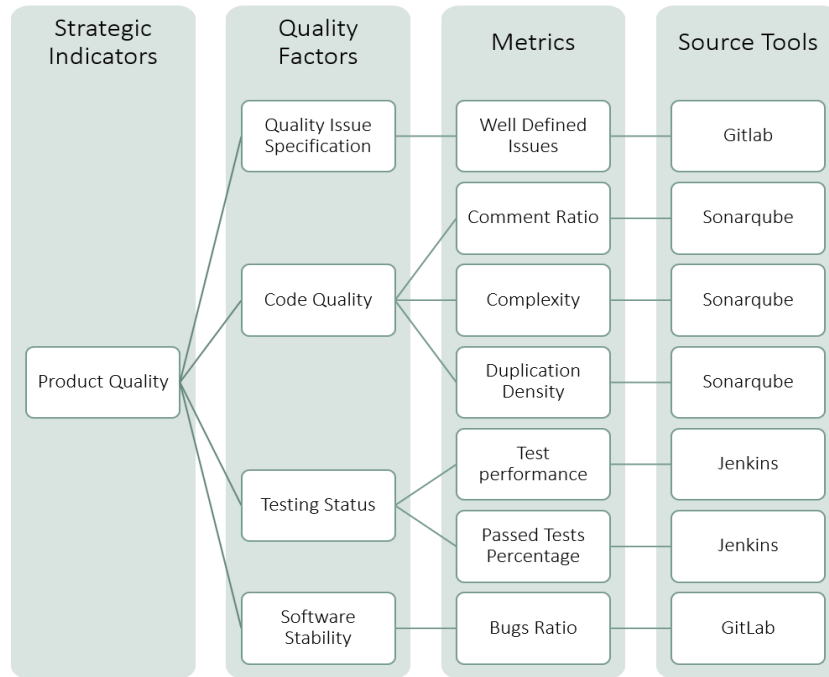 Strategic
Indicators
Quality
Factors
Metrics
Source Tools
Quality Issue
Specification
Well Defined
Issues
Gitlab
Comment Ratio
Sonarqube
Code Quality
Complexity
Sonarqube
Product Quality
Duplication
Density
Sonarqube
Test
performance
Jenkins
Testing Status
Passed Tests
Percentage
Jenkins
Software
Stability
Bugs Ratio
GitLab